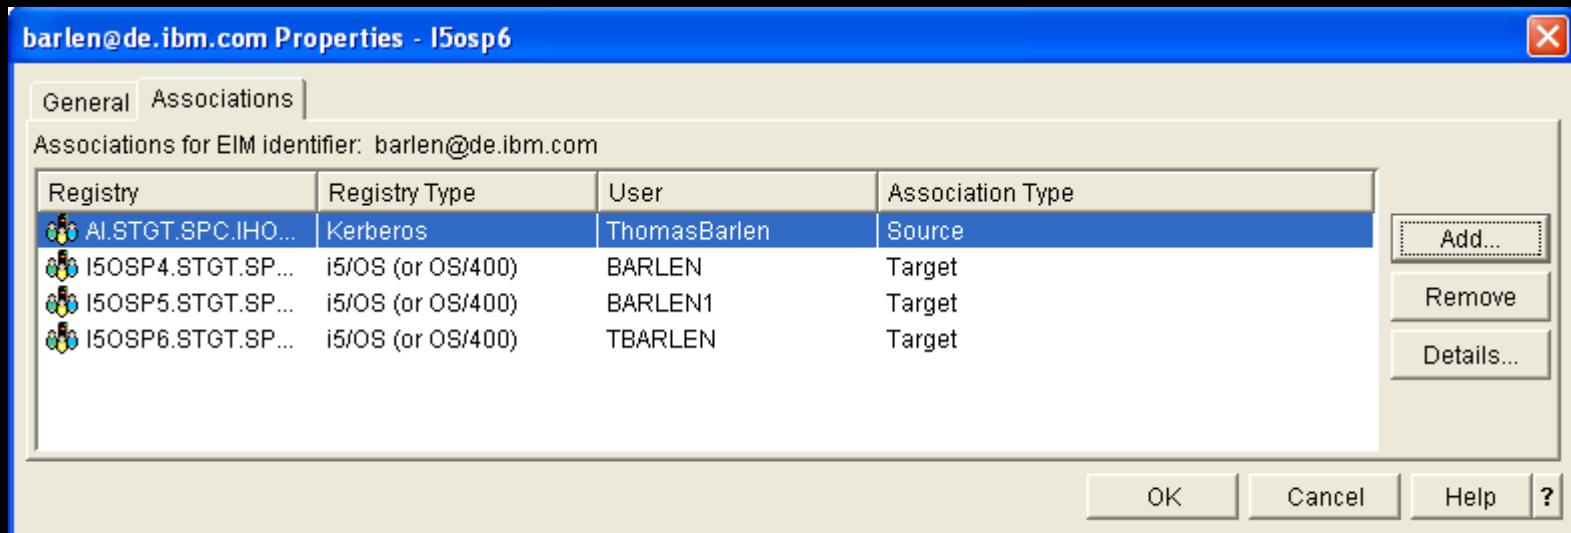 barlen@de.ibm.com Properties - I5osp6
General Associations
Associations for EIM identifier: barlen@de.ibm.com
Registry Registry Type User Association Type
AI.STGT.SPC.IHO... Kerberos ThomasBarlen Source
I5OSP4.STGT.SP... i5/OS (or OS/400) BARLEN Target
I5OSP5.STGT.SP... i5/OS (or OS/400) BARLEN1 Target
I5OSP6.STGT.SP... i5/OS (or OS/400) TBARLEN Target
Add...
Remove
Details...
OK Cancel Help ?